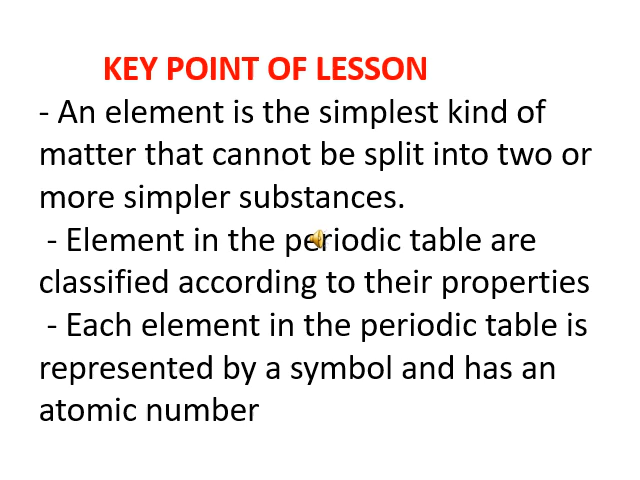 KEY POINT OF LESSON
- An element is the simplest kind of
matter that cannot be split into two or
more simpler substances.
- Element in the periodic table are
classified according to their properties
- Each element in the periodic table is
represented by a symbol and has an
atomic number